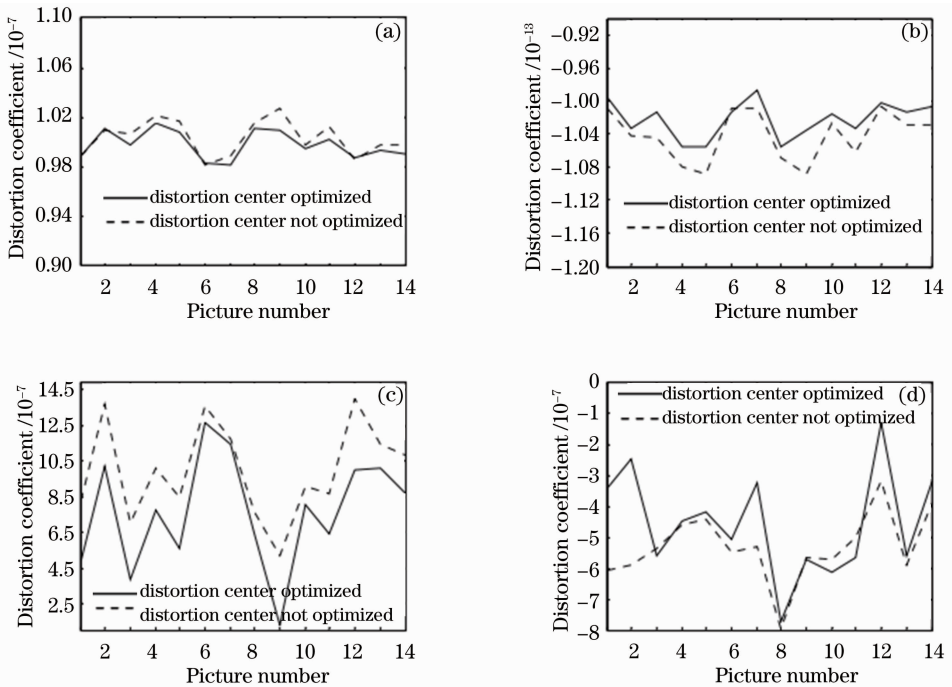 (a)
Distortion coefficient /10⁻⁷
1.10
1.06
1.02
0.98
0.94
0.90
distortion center optimized
distortion center not optimized
2 4 6 8 10 12 14
Picture number
(b)
Distortion coefficient /10⁻¹³
−0.92
−0.96
−1.00
−1.04
−1.08
−1.12
−1.16
−1.20
distortion center optimized
distortion center not optimized
2 4 6 8 10 12 14
Picture number
(c)
Distortion coefficient /10⁻⁷
14.5
12.5
10.5
8.5
6.5
4.5
2.5
distortion center optimized
distortion center not optimized
2 4 6 8 10 12 14
Picture number
(d)
Distortion coefficient /10⁻⁷
0
−1
−2
−3
−4
−5
−6
−7
−8
distortion center optimized
distortion center not optimized
2 4 6 8 10 12 14
Picture number